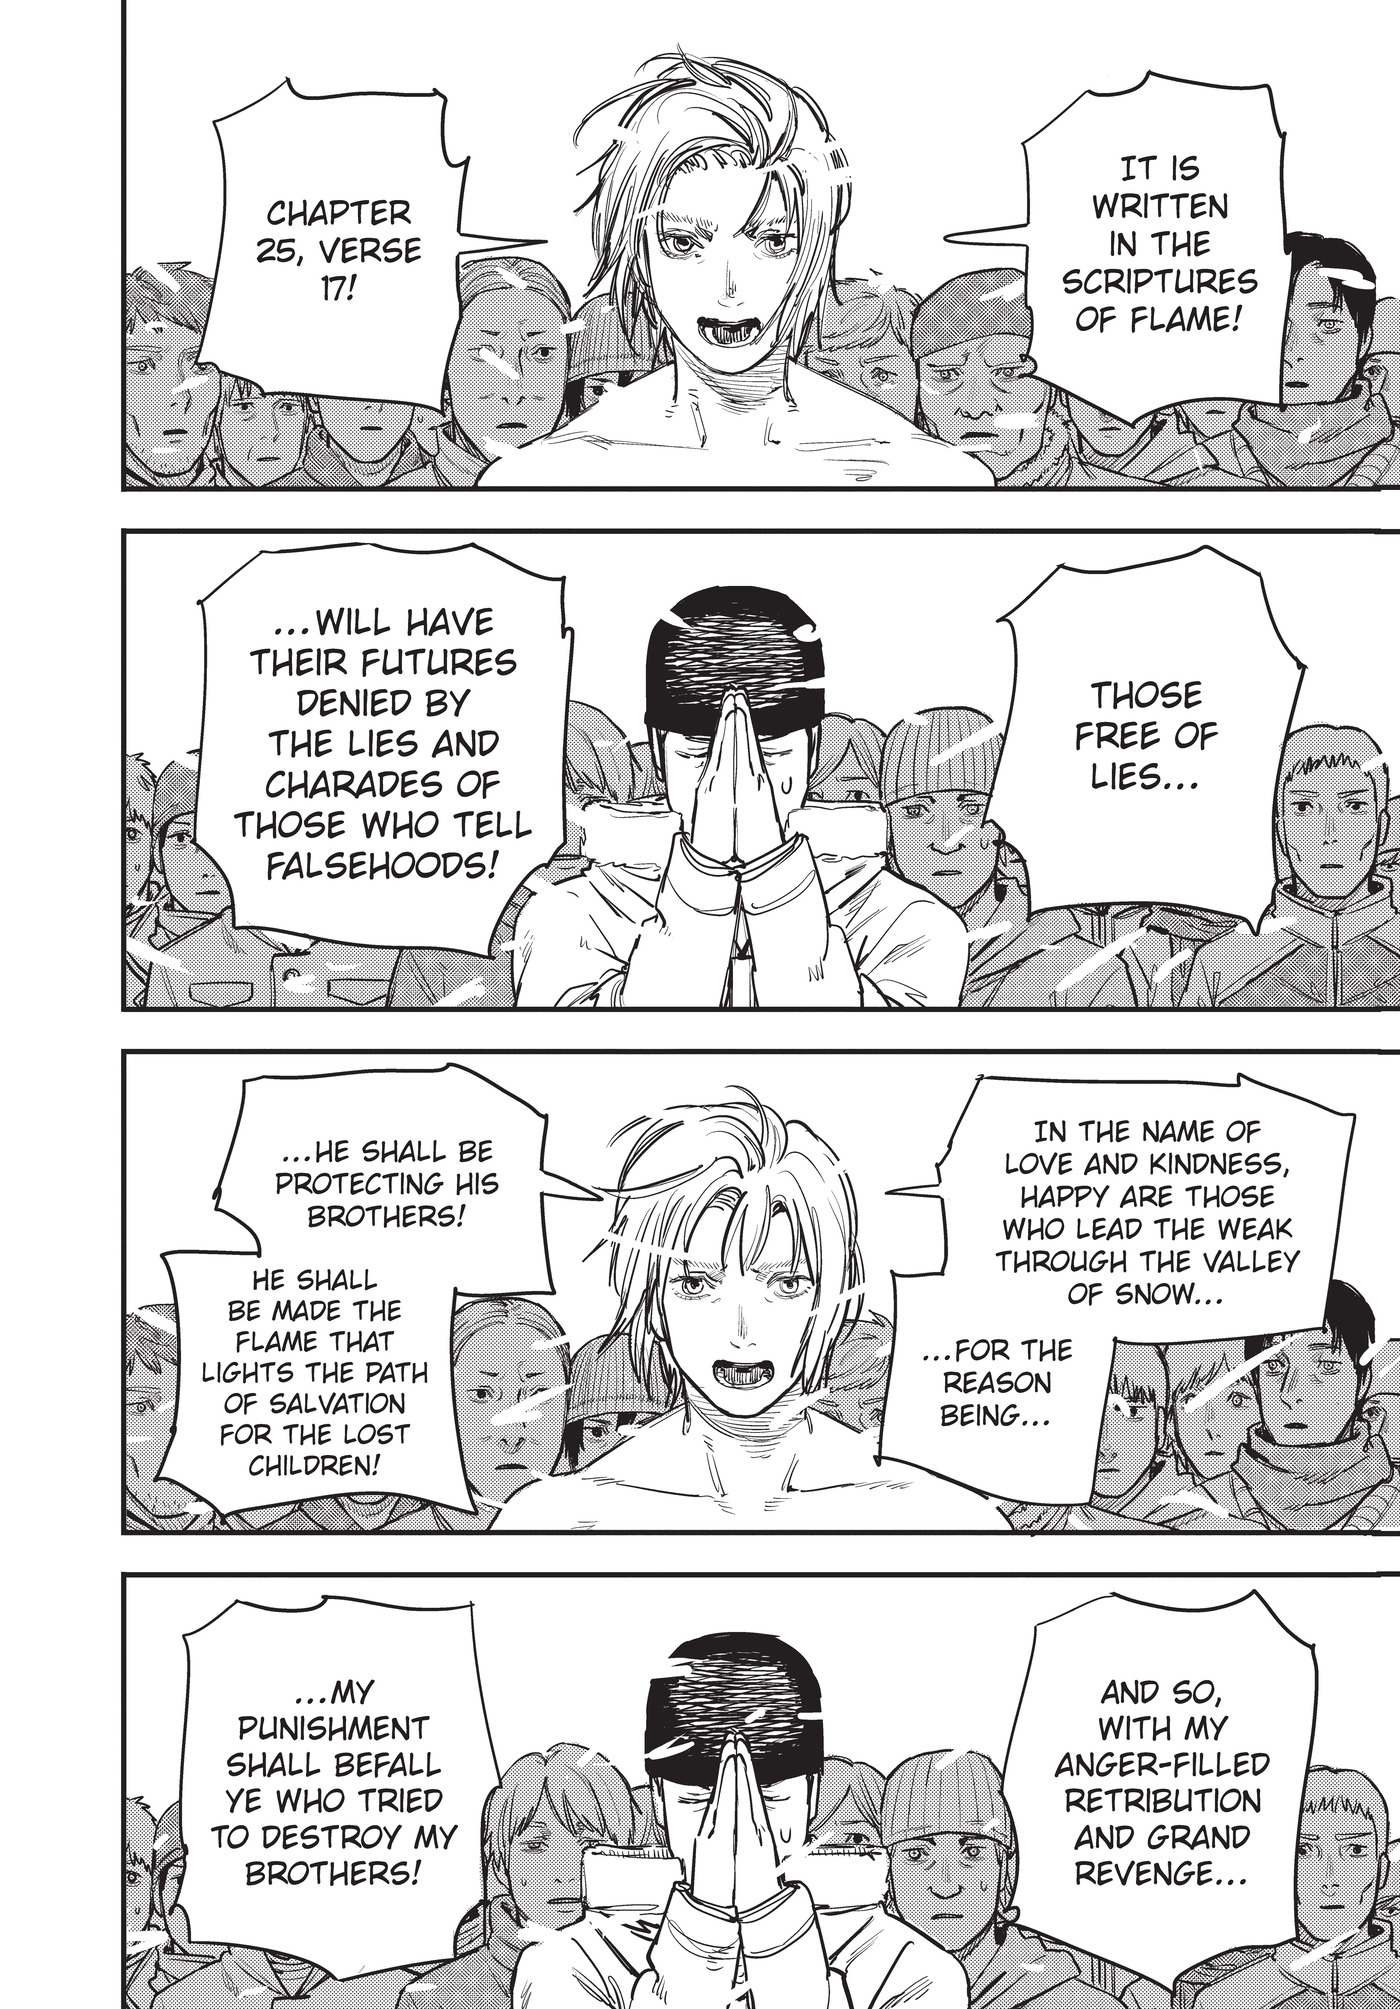 IT IS
WRITTEN
IN THE
SCRIPTURES
OF FLAME!
CHAPTER
25, VERSE
17!
THOSE
FREE OF
LIES...
...WILL HAVE
THEIR FUTURES
DENIED BY
THE LIES AND
CHARADES OF
THOSE WHO TELL
FALSEHOODS!
IN THE NAME OF
LOVE AND KINDNESS,
HAPPY ARE THOSE
WHO LEAD THE WEAK
THROUGH THE VALLEY
OF SNOW...
...FOR THE
REASON
BEING...
...HE SHALL BE
PROTECTING HIS
BROTHERS!
HE SHALL
BE MADE THE
FLAME THAT
LIGHTS THE PATH
OF SALVATION
FOR THE LOST
CHILDREN!
AND SO,
WITH MY
ANGER-FILLED
RETRIBUTION
AND GRAND
REVENGE...
...MY
PUNISHMENT
SHALL BEFALL
YE WHO TRIED
TO DESTROY MY
BROTHERS!